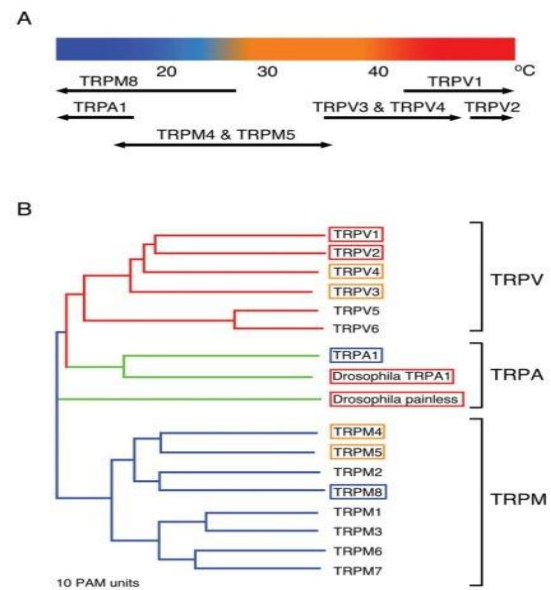 A
20 30 40 ºC
TRPM8 TRPV1
TRPA1 TRPV3 & TRPV4 TRPV2
TRPM4 & TRPM5
B
TRPV1
TRPV2
TRPV4
TRPV3
TRPV5
TRPV6
TRPV
TRPA1
Drosophila TRPA1
Drosophila painless
TRPA
TRPM4
TRPM5
TRPM2
TRPM8
TRPM1
TRPM3
TRPM6
TRPM7
TRPM
10 PAM units